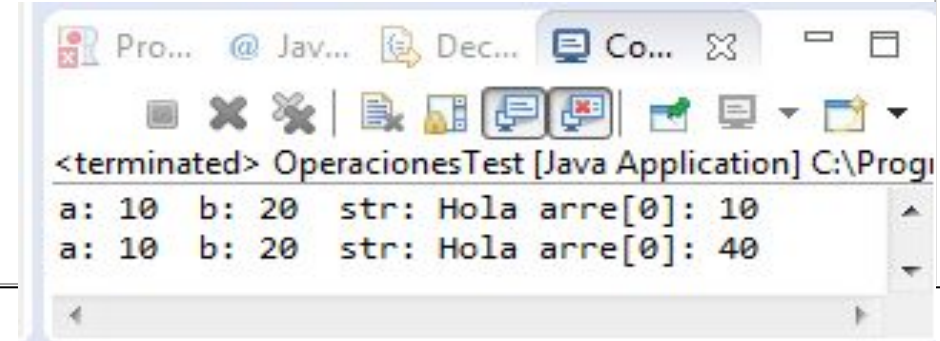 Pro... @ Jav... Dec... Co...
<terminated> OperacionesTest [Java Application] C:\Progr
a: 10  b: 20  str: Hola arre[0]: 10
a: 10  b: 20  str: Hola arre[0]: 40